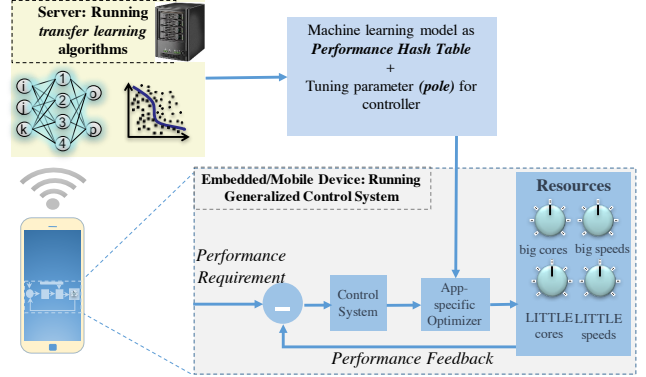 Server: Running
transfer learning
algorithms
i
j
k
1
2
3
4
o
p
Machine learning model as
Performance Hash Table
+
Tuning parameter (pole) for
controller
Embedded/Mobile Device: Running
Generalized Control System
Performance
Requirement
Control
System
App-
specific
Optimizer
Performance Feedback
Resources
big cores
big speeds
LITTLE
cores
LITTLE
speeds